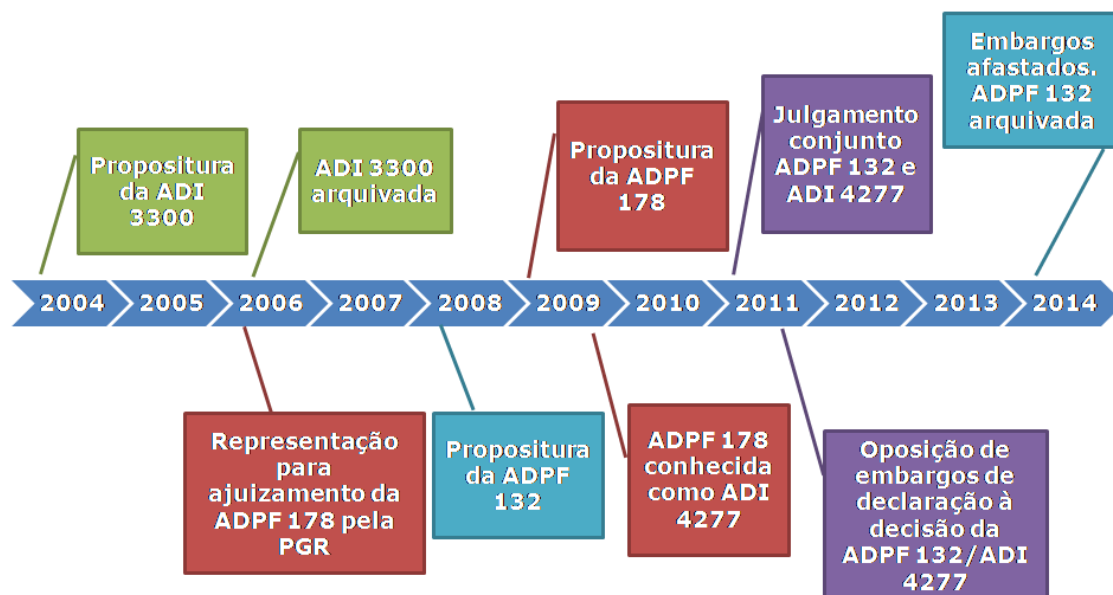 Propositura
da ADI
3300
ADI 3300
arquivada
Propositura
da ADPF
178
Julgamento
conjunto
ADPF 132 e
ADI 4277
Embargos
afastados.
ADPF 132
arquivada
2004 2005 2006 2007 2008 2009 2010 2011 2012 2013 2014
Representação
para
ajuizamento da
ADPF 178 pela
PGR
Propositura
da ADPF
132
ADPF 178
conhecida
como ADI
4277
Oposição de
embargos de
declaração à
decisão da
ADPF 132/ADI
4277